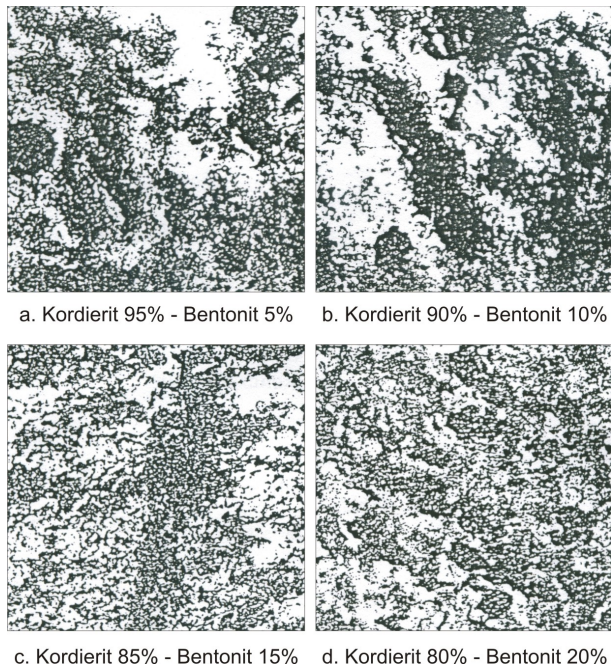 a. Kordierit 95% - Bentonit 5%
b. Kordierit 90% - Bentonit 10%
c. Kordierit 85% - Bentonit 15%
d. Kordierit 80% - Bentonit 20%